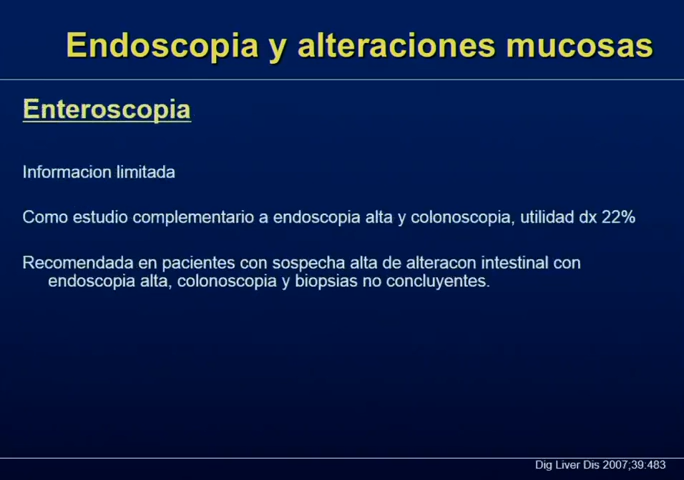 Endoscopia y alteraciones mucosas
Enteroscopia
Informacion limitada
Como estudio complementario a endoscopia alta y colonoscopia, utilidad dx 22%
Recomendada en pacientes con sospecha alta de alteracon intestinal con
endoscopia alta, colonoscopia y biopsias no concluyentes.
Dig Liver Dis 2007;39:483